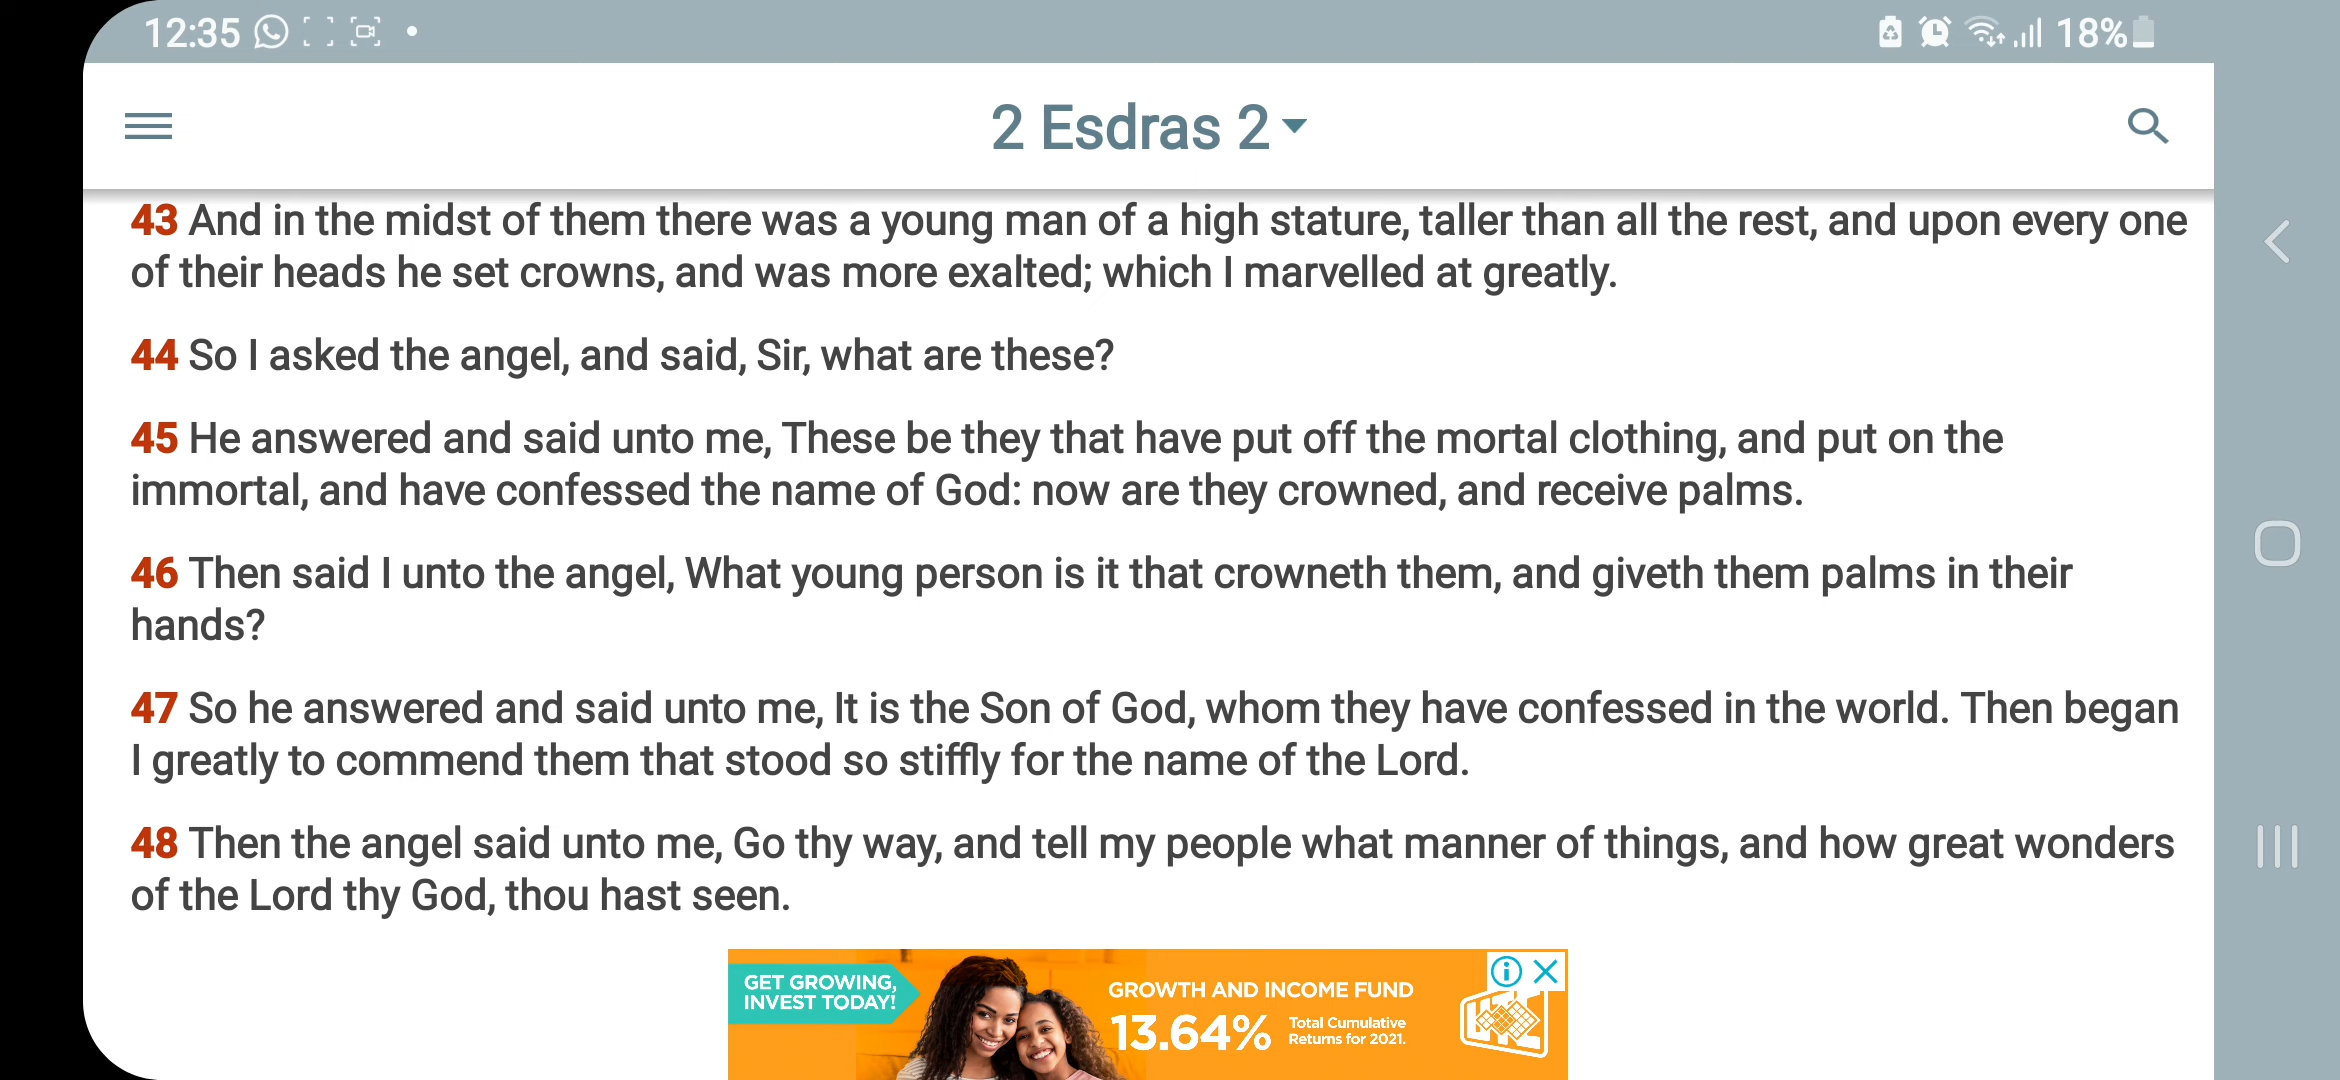 12:35
18%
2 Esdras 2
43 And in the midst of them there was a young man of a high stature, taller than all the rest, and upon every one
of their heads he set crowns, and was more exalted; which I marvelled at greatly.
44 So I asked the angel, and said, Sir, what are these?
45 He answered and said unto me, These be they that have put off the mortal clothing, and put on the
immortal, and have confessed the name of God: now are they crowned, and receive palms.
46 Then said I unto the angel, What young person is it that crowneth them, and giveth them palms in their
hands?
47 So he answered and said unto me, It is the Son of God, whom they have confessed in the world. Then began
I greatly to commend them that stood so stiffly for the name of the Lord.
48 Then the angel said unto me, Go thy way, and tell my people what manner of things, and how great wonders
of the Lord thy God, thou hast seen.
GET GROWING,
INVEST TODAY!
GROWTH AND INCOME FUND
13.64%
Total Cumulative
Returns for 2021.